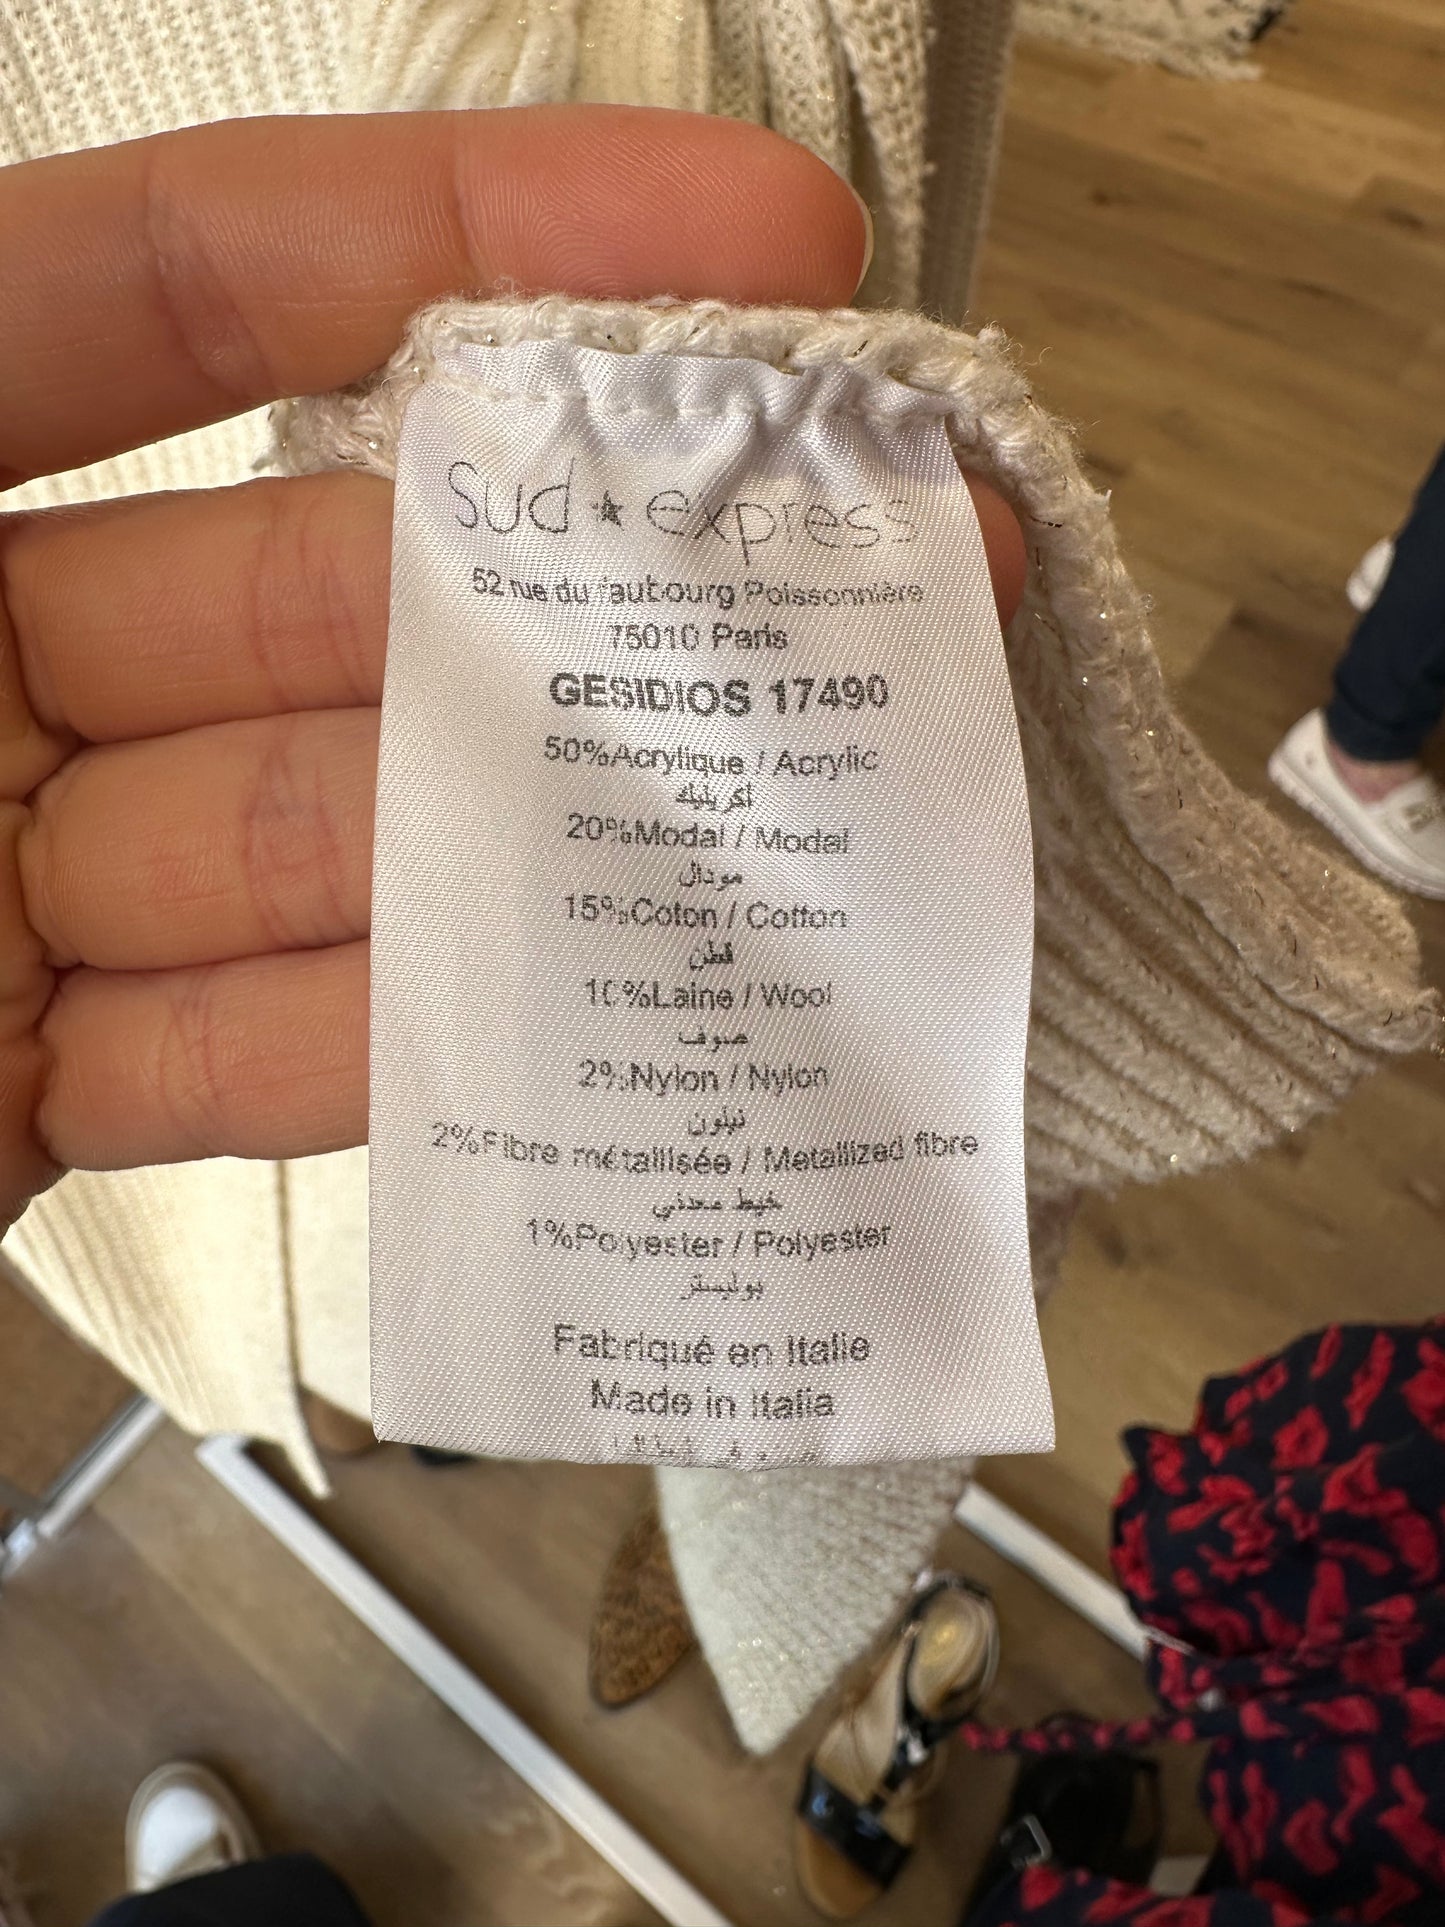 sud ★ express
52 rue du faubourg Poissonnière
75010 Paris
GESIDIOS 17490
50%Acrylique / Acrylic
أكريليك
20%Modal / Modal
مودال
15%Coton / Cotton
قطن
10%Laine / Wool
صوف
2%Nylon / Nylon
نيلون
2%Fibre métallisée / Metallized fibre
خيط معدني
1%Polyester / Polyester
بوليستر
Fabriqué en Italie
Made in Italia